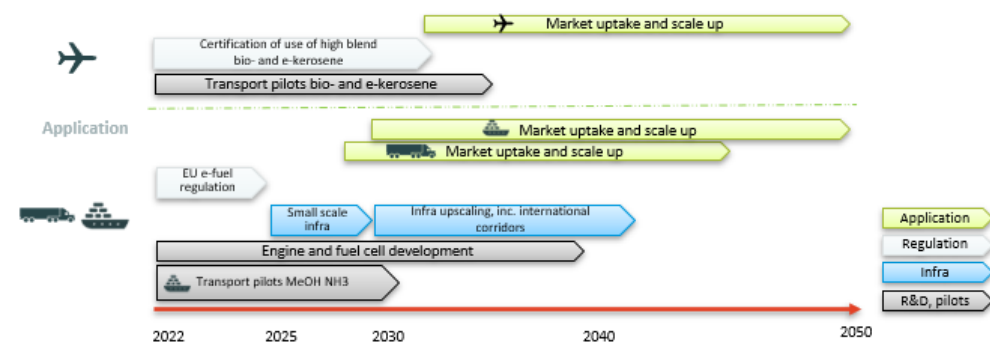 Market uptake and scale up
Certification of use of high blend
bio- and e-kerosene
Transport pilots bio- and e-kerosene
Application
Market uptake and scale up
Market uptake and scale up
EU e-fuel
regulation
Small scale
infra
Infra upscaling, inc. international
corridors
Engine and fuel cell development
Transport pilots MeOH NH3
Application
Regulation
Infra
R&D, pilots
2022
2025
2030
2040
2050